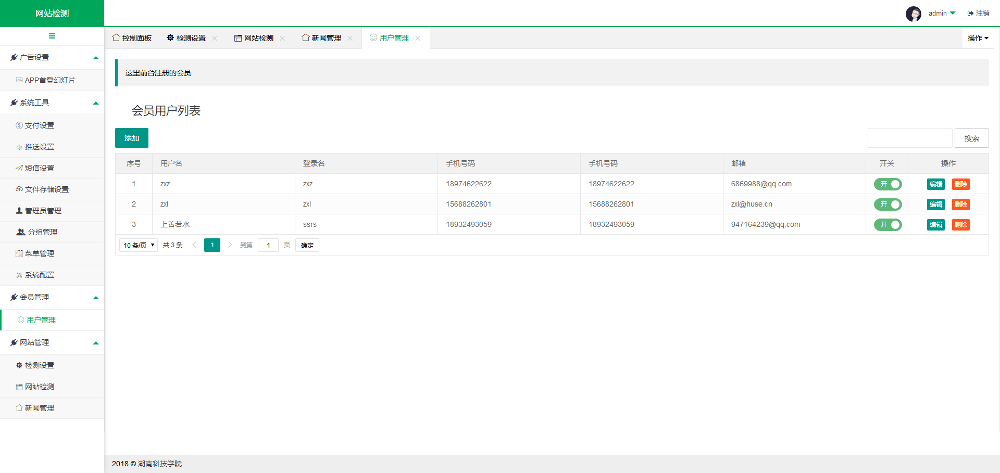 网站检测
admin
注销
控制面板 检测设置 网站检测 新闻管理 用户管理 操作
广告设置
APP首登幻灯片
系统工具
支付设置
推送设置
短信设置
文件存储设置
管理员管理
分组管理
菜单管理
系统配置
会员管理
用户管理
网站管理
检测设置
网站检测
新闻管理
这里前台注册的会员
会员用户列表
添加 搜索
序号 用户名 登录名 手机号码 手机号码 邮箱 开关 操作
1 zxz zxz 18974622622 18974622622 6869988@qq.com 开 编辑 删除
2 zxl zxl 15688262801 15688262801 zxl@huse.cn 开 编辑 删除
3 上善若水 ssrs 18932493059 18932493059 947164239@qq.com 开 编辑 删除
10 条/页 共 3 条 1 到第 1 页 确定
2018 © 湖南科技学院